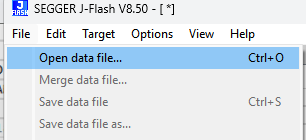 J FLASH SEGGER J-Flash V8.50 - [ *]
File Edit Target Options View Help
Open data file... Ctrl+O
Merge data file...
Save data file Ctrl+S
Save data file as...